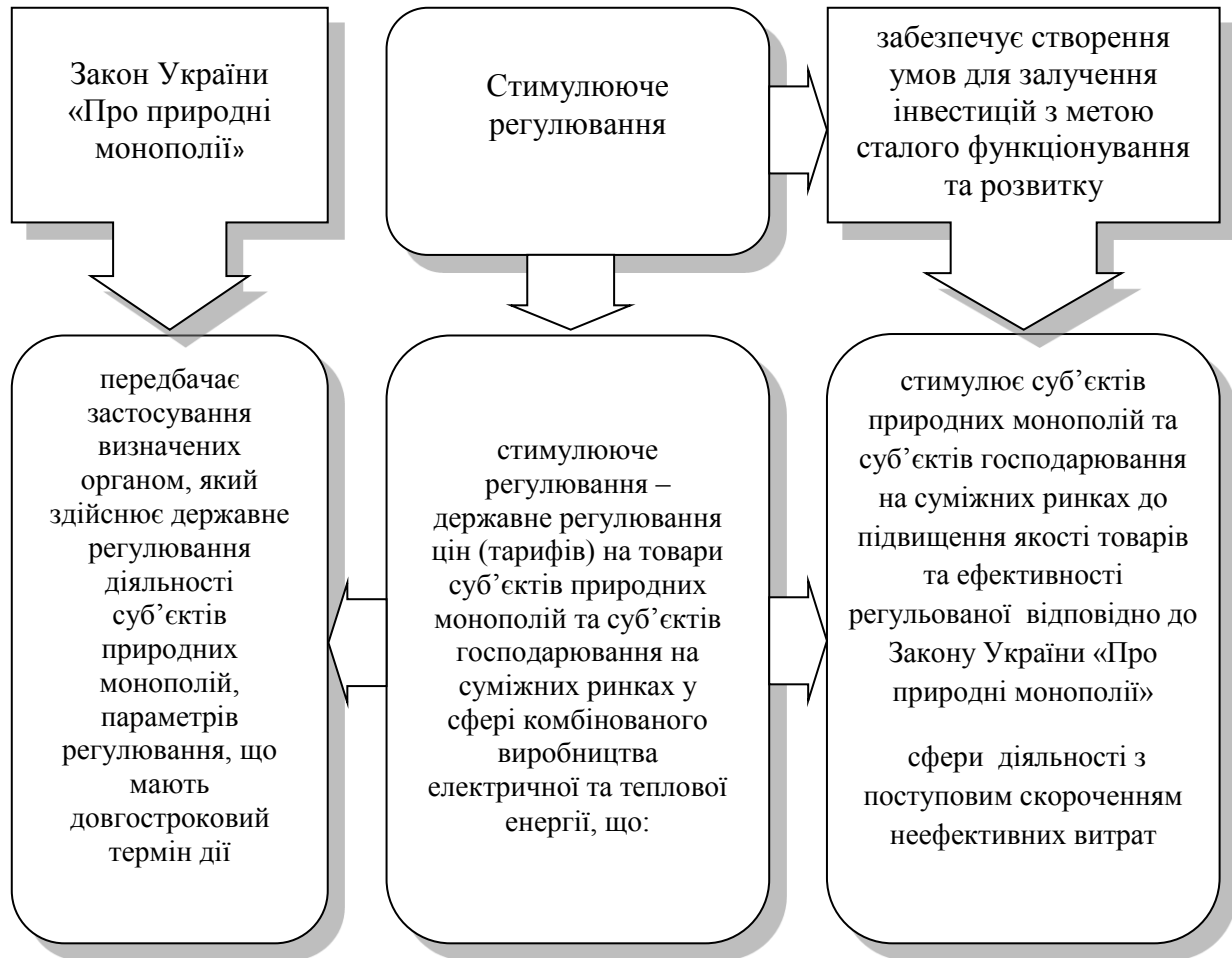 Закон України
«Про природні
монополії»
Стимулююче
регулювання
забезпечує створення
умов для залучення
інвестицій з метою
сталого функціонування
та розвитку
передбачає
застосування
визначених
органом, який
здійснює державне
регулювання
діяльності
суб’єктів
природних
монополій,
параметрів
регулювання, що
мають
довгостроковий
термін дії
стимулююче
регулювання –
державне регулювання
цін (тарифів) на товари
суб’єктів природних
монополій та суб’єктів
господарювання на
суміжних ринках у
сфері комбінованого
виробництва
електричної та теплової
енергії, що:
стимулює суб’єктів
природних монополій та
суб’єктів господарювання
на суміжних ринках до
підвищення якості товарів
та ефективності
регульованої відповідно до
Закону України «Про
природні монополії»
сфери діяльності з
поступовим скороченням
неефективних витрат